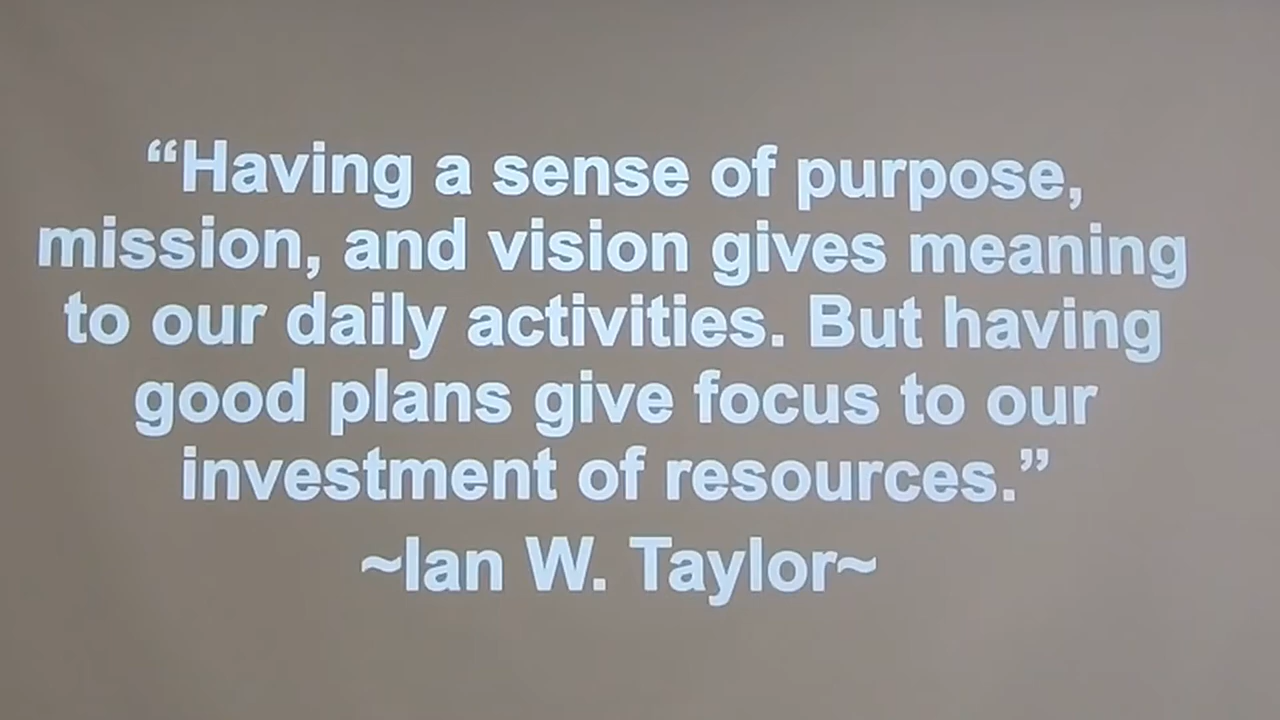 “Having a sense of purpose,
mission, and vision gives meaning
to our daily activities. But having
good plans give focus to our
investment of resources.”
~Ian W. Taylor~